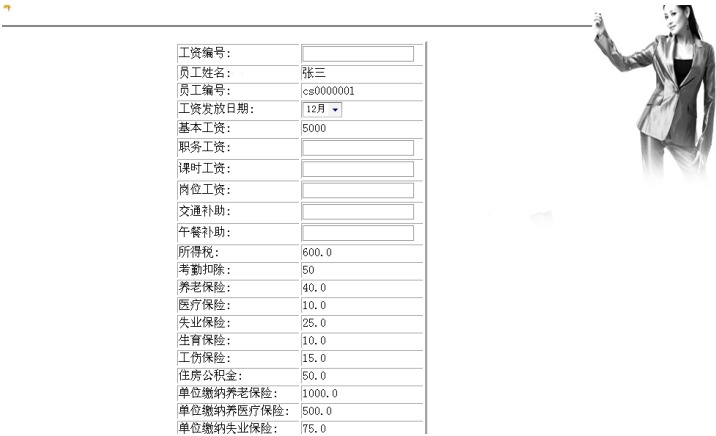 工资编号:
员工姓名: 张三
员工编号: cs0000001
工资发放日期: 12月
基本工资: 5000
职务工资:
课时工资:
岗位工资:
交通补助:
午餐补助:
所得税: 600.0
考勤扣除: 50
养老保险: 40.0
医疗保险: 10.0
失业保险: 25.0
生育保险: 10.0
工伤保险: 15.0
住房公积金: 50.0
单位缴纳养老保险: 1000.0
单位缴纳养医疗保险: 500.0
单位缴纳失业保险: 75.0